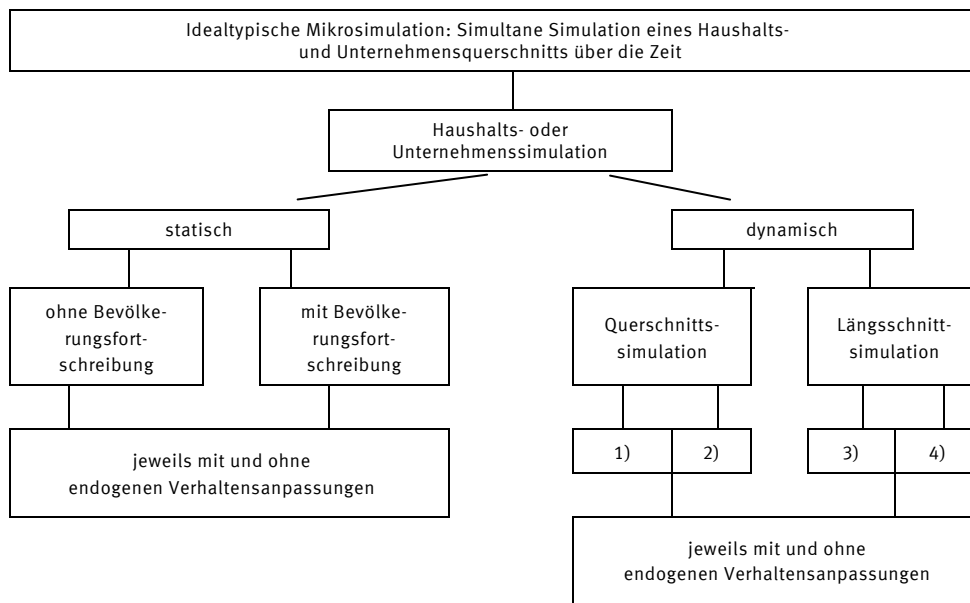 Idealtypische Mikrosimulation: Simultane Simulation eines Haushalts-
und Unternehmensquerschnitts über die Zeit
Haushalts- oder
Unternehmenssimulation
statisch
dynamisch
ohne Bevölke-
rungsfort-
schreibung
mit Bevölke-
rungsfort-
schreibung
Querschnitts-
simulation
Längsschnitt-
simulation
1)
2)
3)
4)
jeweils mit und ohne
endogenen Verhaltensanpassungen
jeweils mit und ohne
endogenen Verhaltensanpassungen